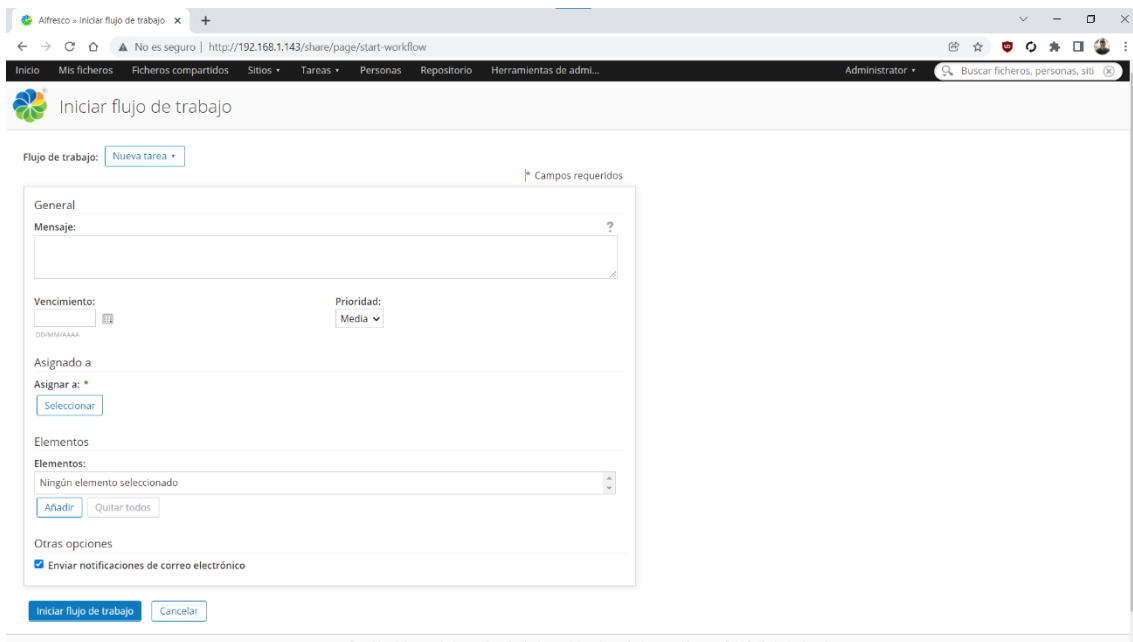 Alfresco » Iniciar flujo de trabajo
No es seguro | http://192.168.1.143/share/page/start-workflow
Inicio Mis ficheros Ficheros compartidos Sitios Tareas Personas Repositorio Herramientas de admi... Administrator Buscar ficheros, personas, siti
Iniciar flujo de trabajo
Flujo de trabajo: Nueva tarea
* Campos requeridos
General
Mensaje: ?
Vencimiento: Prioridad:
Media
DD/MM/AAAA
Asignado a
Asignar a: *
Seleccionar
Elementos
Elementos:
Ningún elemento seleccionado
Añadir Quitar todos
Otras opciones
Enviar notificaciones de correo electrónico
Iniciar flujo de trabajo Cancelar